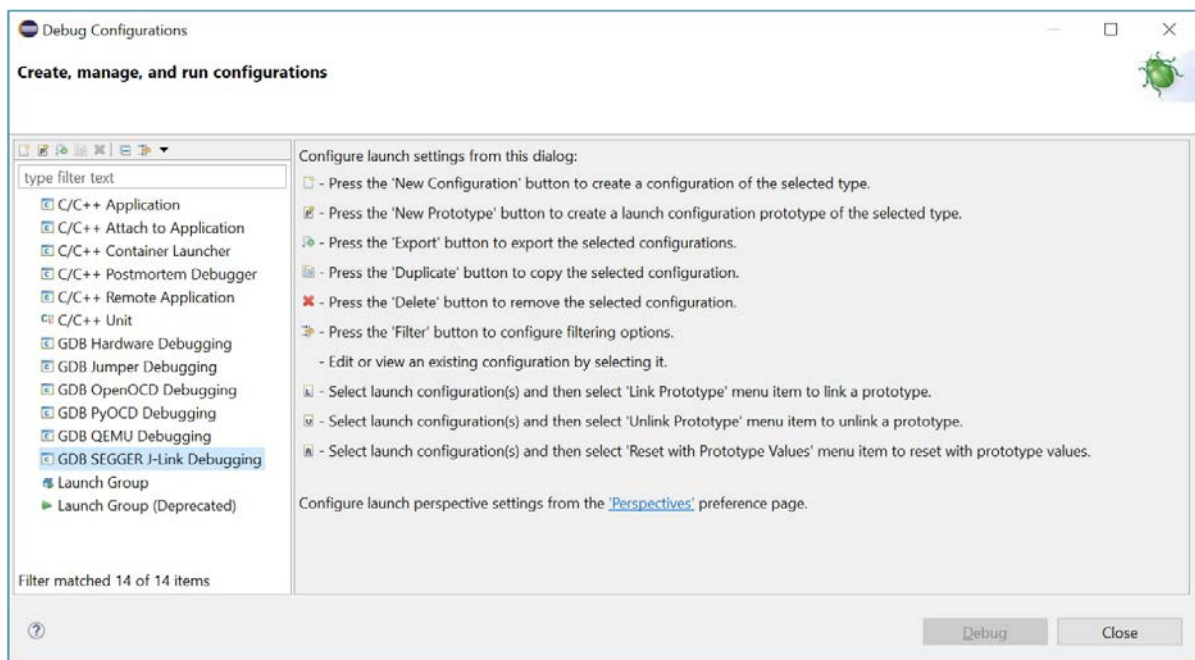 Debug Configurations
Create, manage, and run configurations
type filter text
C/C++ Application
C/C++ Attach to Application
C/C++ Container Launcher
C/C++ Postmortem Debugger
C/C++ Remote Application
C/C++ Unit
GDB Hardware Debugging
GDB Jumper Debugging
GDB OpenOCD Debugging
GDB PyOCD Debugging
GDB QEMU Debugging
GDB SEGGER J-Link Debugging
Launch Group
Launch Group (Deprecated)
Filter matched 14 of 14 items
Configure launch settings from this dialog:
- Press the 'New Configuration' button to create a configuration of the selected type.
- Press the 'New Prototype' button to create a launch configuration prototype of the selected type.
- Press the 'Export' button to export the selected configurations.
- Press the 'Duplicate' button to copy the selected configuration.
- Press the 'Delete' button to remove the selected configuration.
- Press the 'Filter' button to configure filtering options.
- Edit or view an existing configuration by selecting it.
- Select launch configuration(s) and then select 'Link Prototype' menu item to link a prototype.
- Select launch configuration(s) and then select 'Unlink Prototype' menu item to unlink a prototype.
- Select launch configuration(s) and then select 'Reset with Prototype Values' menu item to reset with prototype values.
Configure launch perspective settings from the 'Perspectives' preference page.
Debug
Close